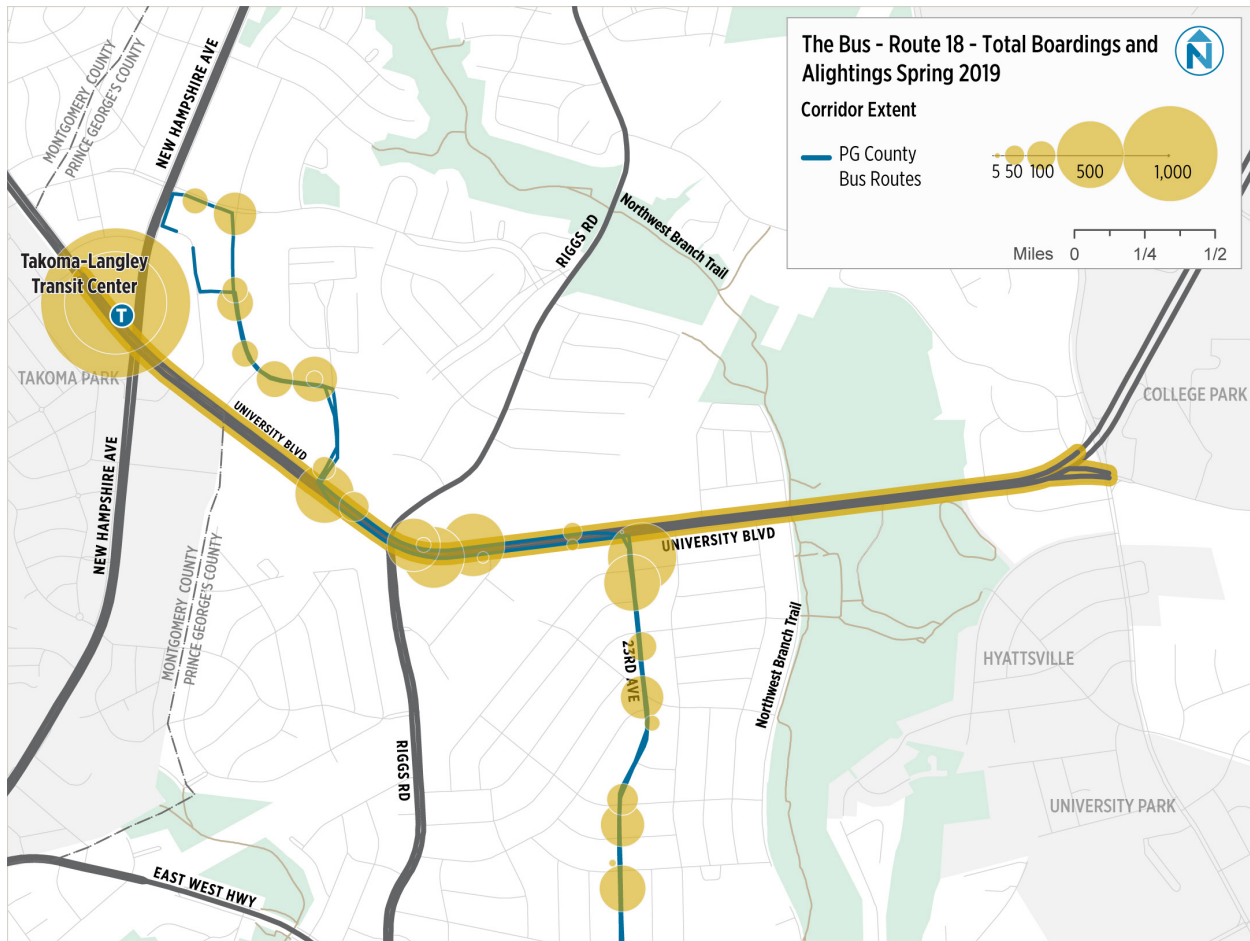 The Bus - Route 18 - Total Boardings and
Alightings Spring 2019
N
Corridor Extent
PG County
Bus Routes
5 50 100 500 1,000
Miles 0 1/4 1/2
MONTGOMERY COUNTY
PRINCE GEORGE'S COUNTY
NEW HAMPSHIRE AVE
RIGGS RD
Northwest Branch Trail
Takoma-Langley
Transit Center
T
TAKOMA PARK
COLLEGE PARK
UNIVERSITY BLVD
NEW HAMPSHIRE AVE
UNIVERSITY BLVD
MONTGOMERY COUNTY
PRINCE GEORGE'S COUNTY
23RD AVE
Northwest Branch Trail
HYATTSVILLE
RIGGS RD
UNIVERSITY PARK
EAST WEST HWY